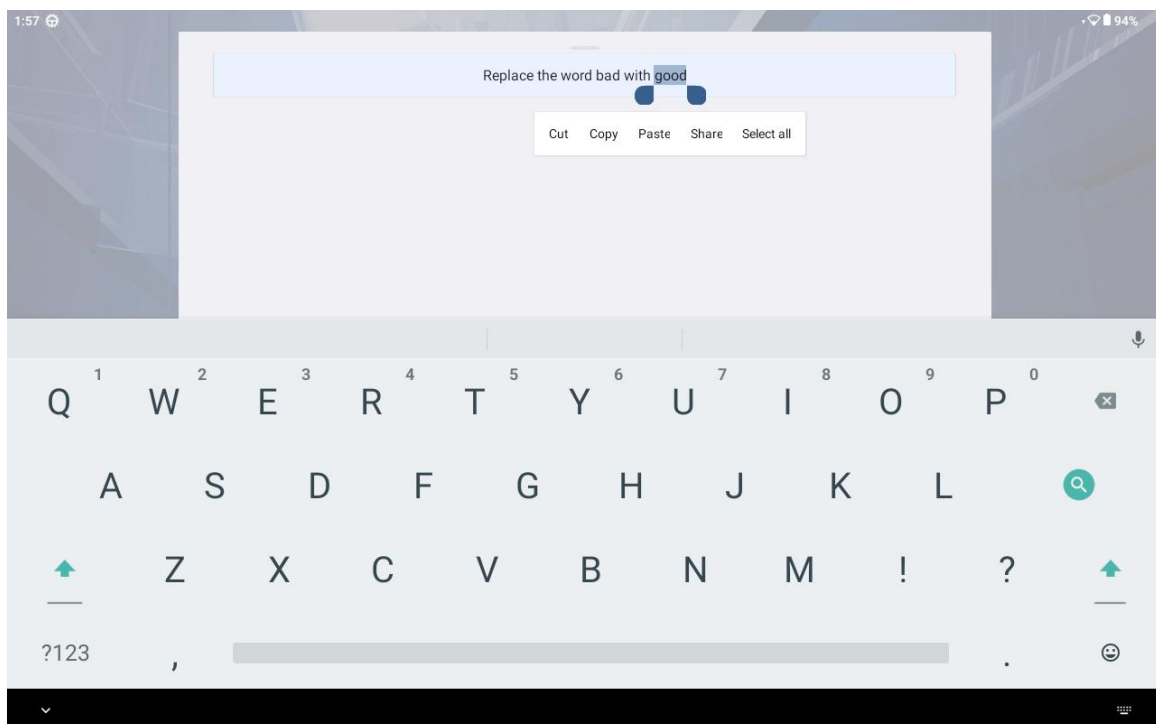 1:57 94%
Replace the word bad with good
Cut Copy Paste Share Select all
1 2 3 4 5 6 7 8 9 0
Q W E R T Y U I O P
A S D F G H J K L
Z X C V B N M ! ?
?123 , .